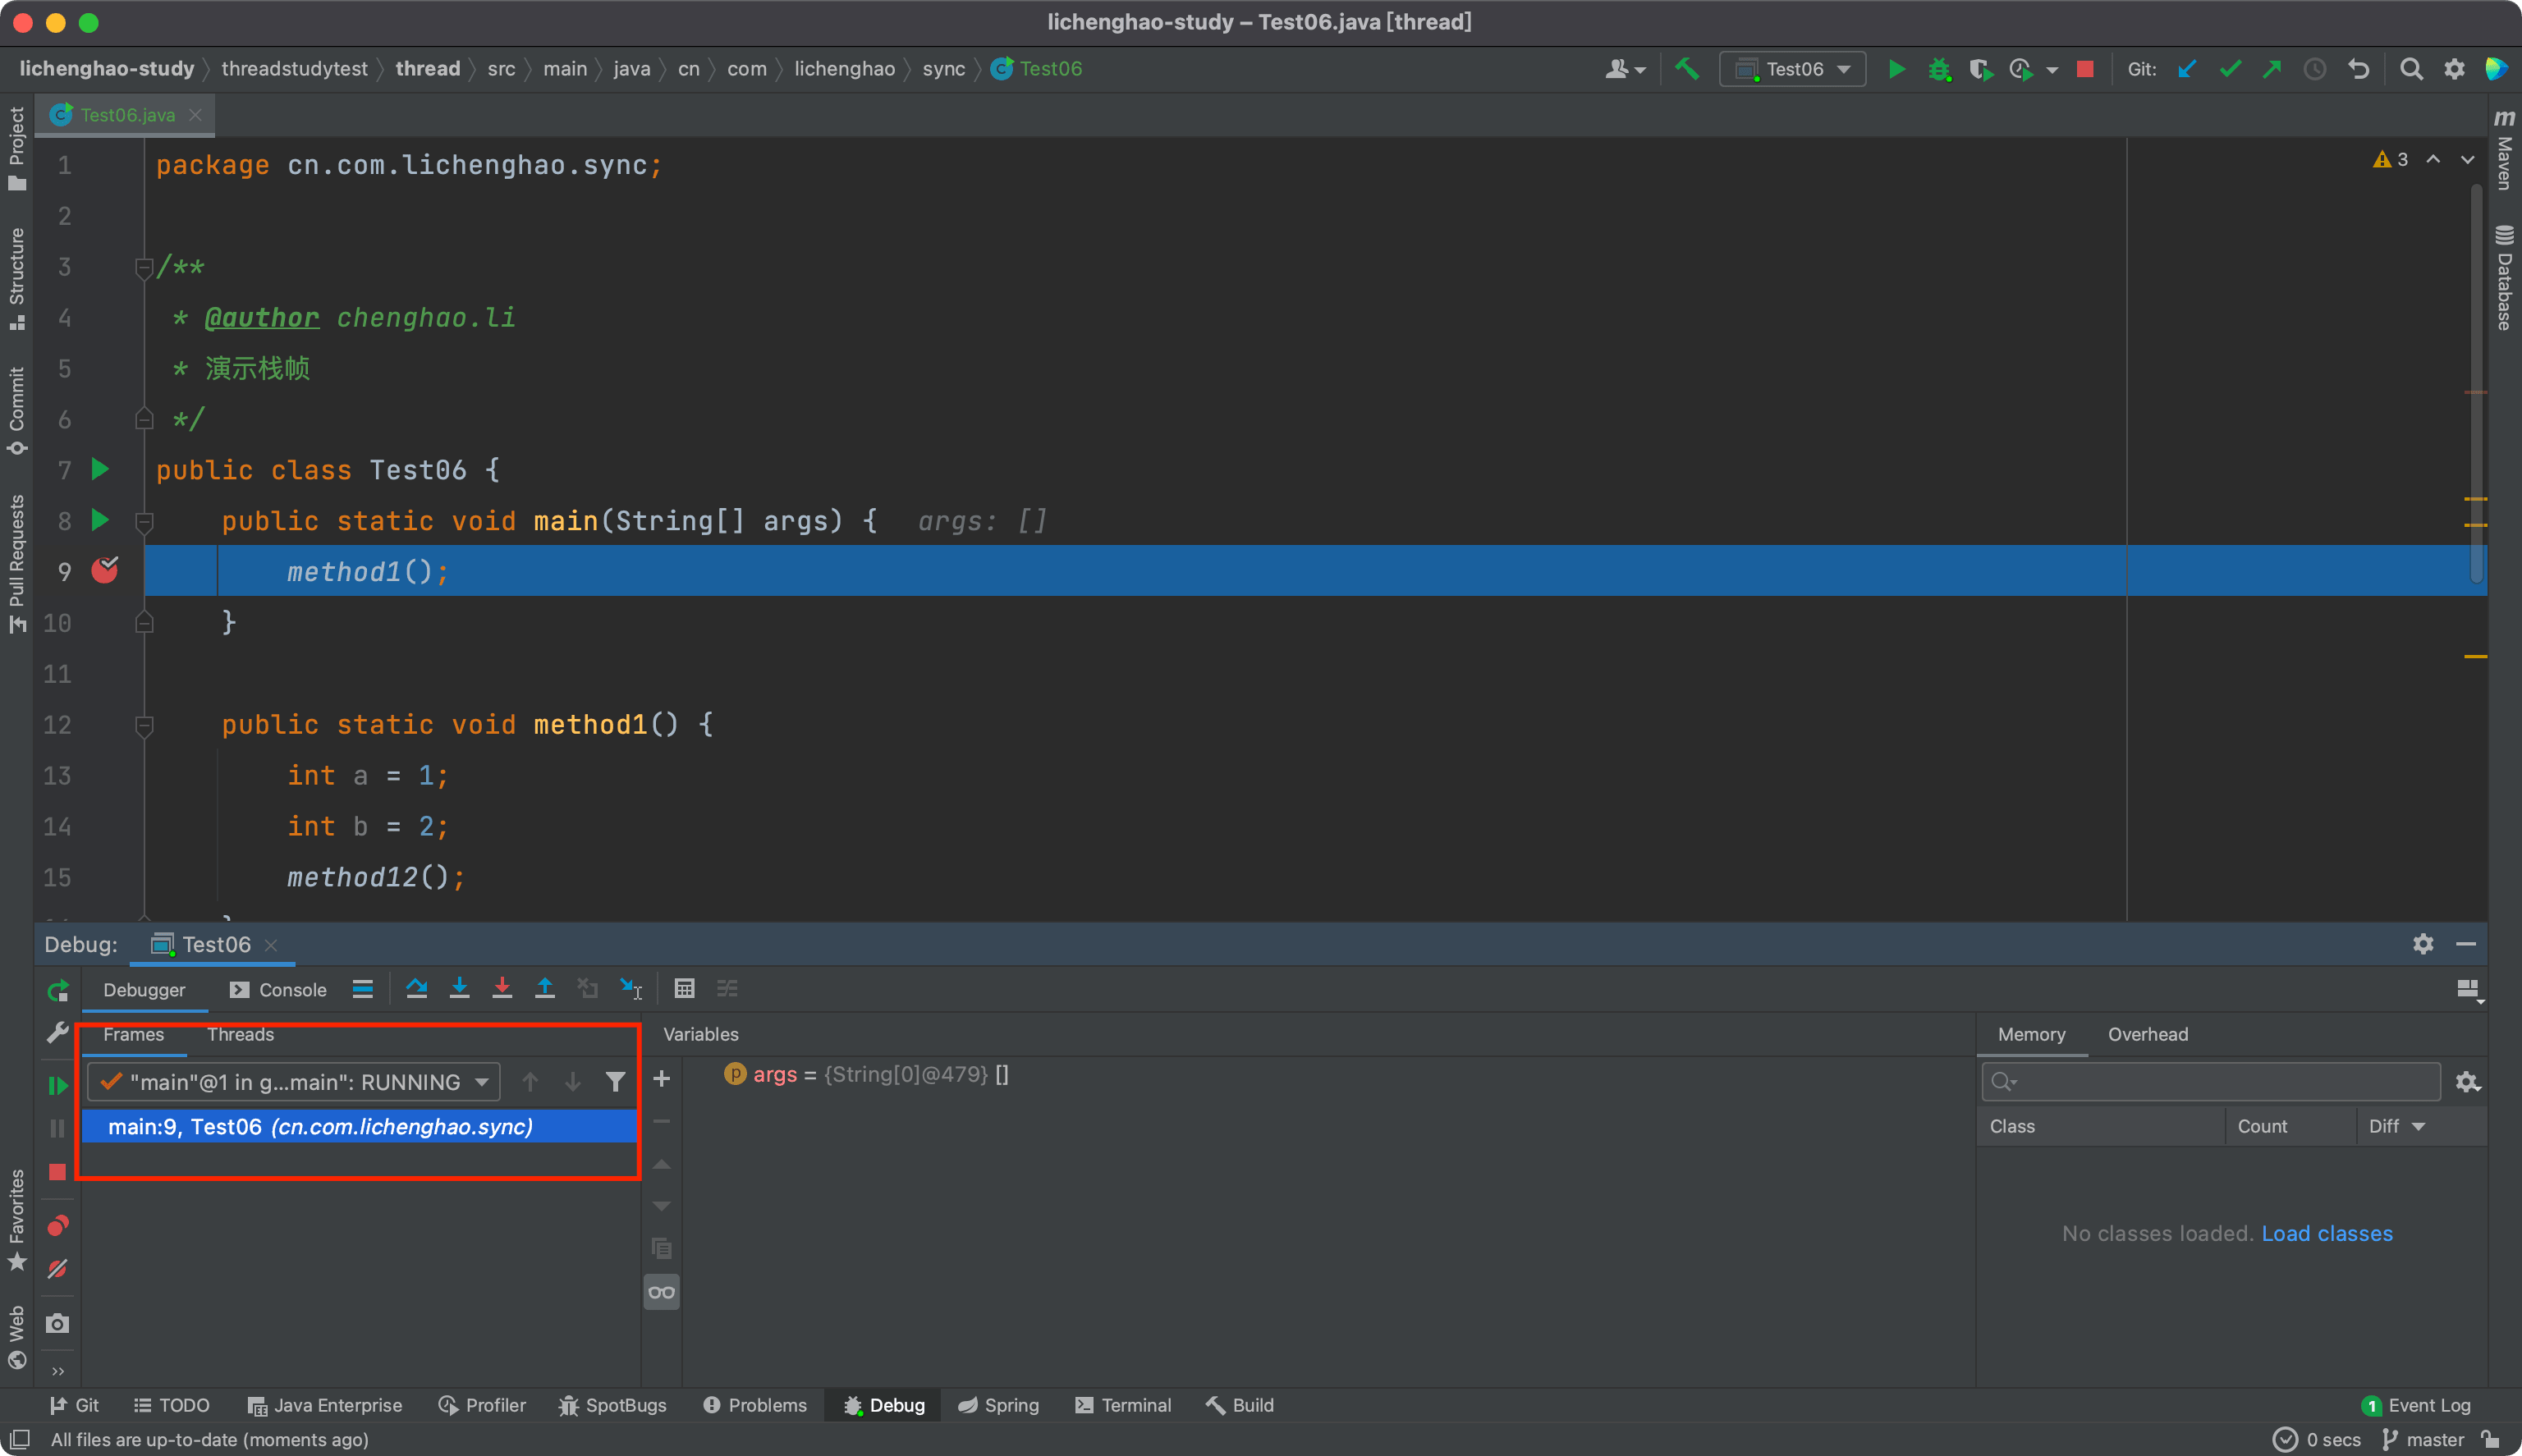 lichenghao-study – Test06.java [thread]
lichenghao-study threadstudytest thread src main java cn com lichenghao sync Test06
Test06
Git:
Test06.java
Project
Structure
Commit
Pull Requests
Favorites
Web
Maven
Database
3
1 package cn.com.lichenghao.sync;
2
3 /**
4 * @author chenghao.li
5 * 演示栈帧
6 */
7 public class Test06 {
8 public static void main(String[] args) { args: []
9 method1();
10 }
11
12 public static void method1() {
13 int a = 1;
14 int b = 2;
15 method12();
Debug: Test06
Debugger Console
Frames Threads
"main"@1 in g...main": RUNNING
main:9, Test06 (cn.com.lichenghao.sync)
Variables
args = {String[0]@479} []
Memory Overhead
Class Count Diff
No classes loaded. Load classes
Git TODO Java Enterprise Profiler SpotBugs Problems Debug Spring Terminal Build
1 Event Log
All files are up-to-date (moments ago)
0 secs master